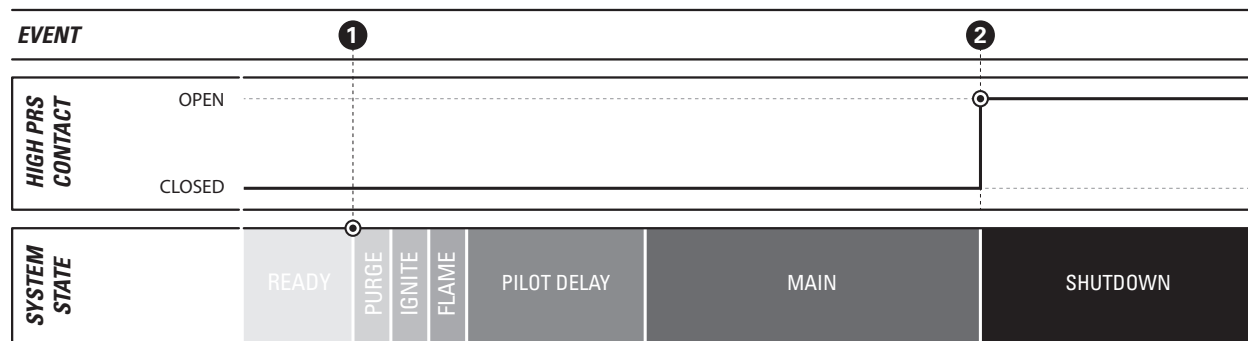 EVENT
1
2
HIGH PRS
CONTACT
OPEN
CLOSED
SYSTEM
STATE
READY
PURGE
IGNITE
FLAME
PILOT DELAY
MAIN
SHUTDOWN